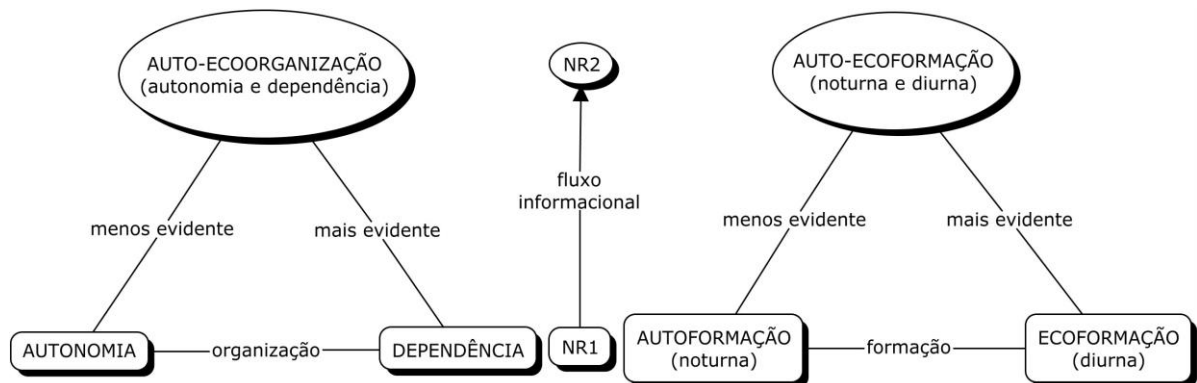 AUTO-ECOORGANIZAÇÃO
(autonomia e dependência)
menos evidente
mais evidente
AUTONOMIA
organização
DEPENDÊNCIA
NR2
fluxo
informacional
NR1
AUTO-ECOFORMAÇÃO
(noturna e diurna)
menos evidente
mais evidente
AUTOFORMAÇÃO
(noturna)
formação
ECOFORMAÇÃO
(diurna)